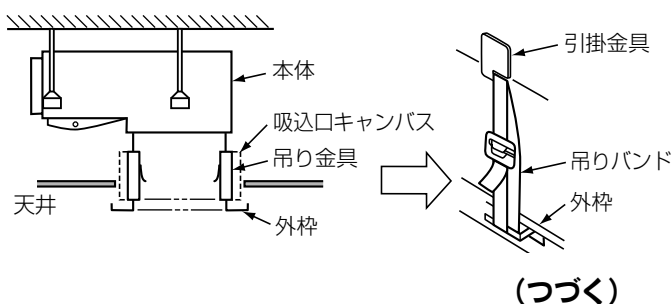 本体
吸込口キャンバス
吊り金具
天井
外枠
引掛金具
吊りバンド
外枠
(つづく)